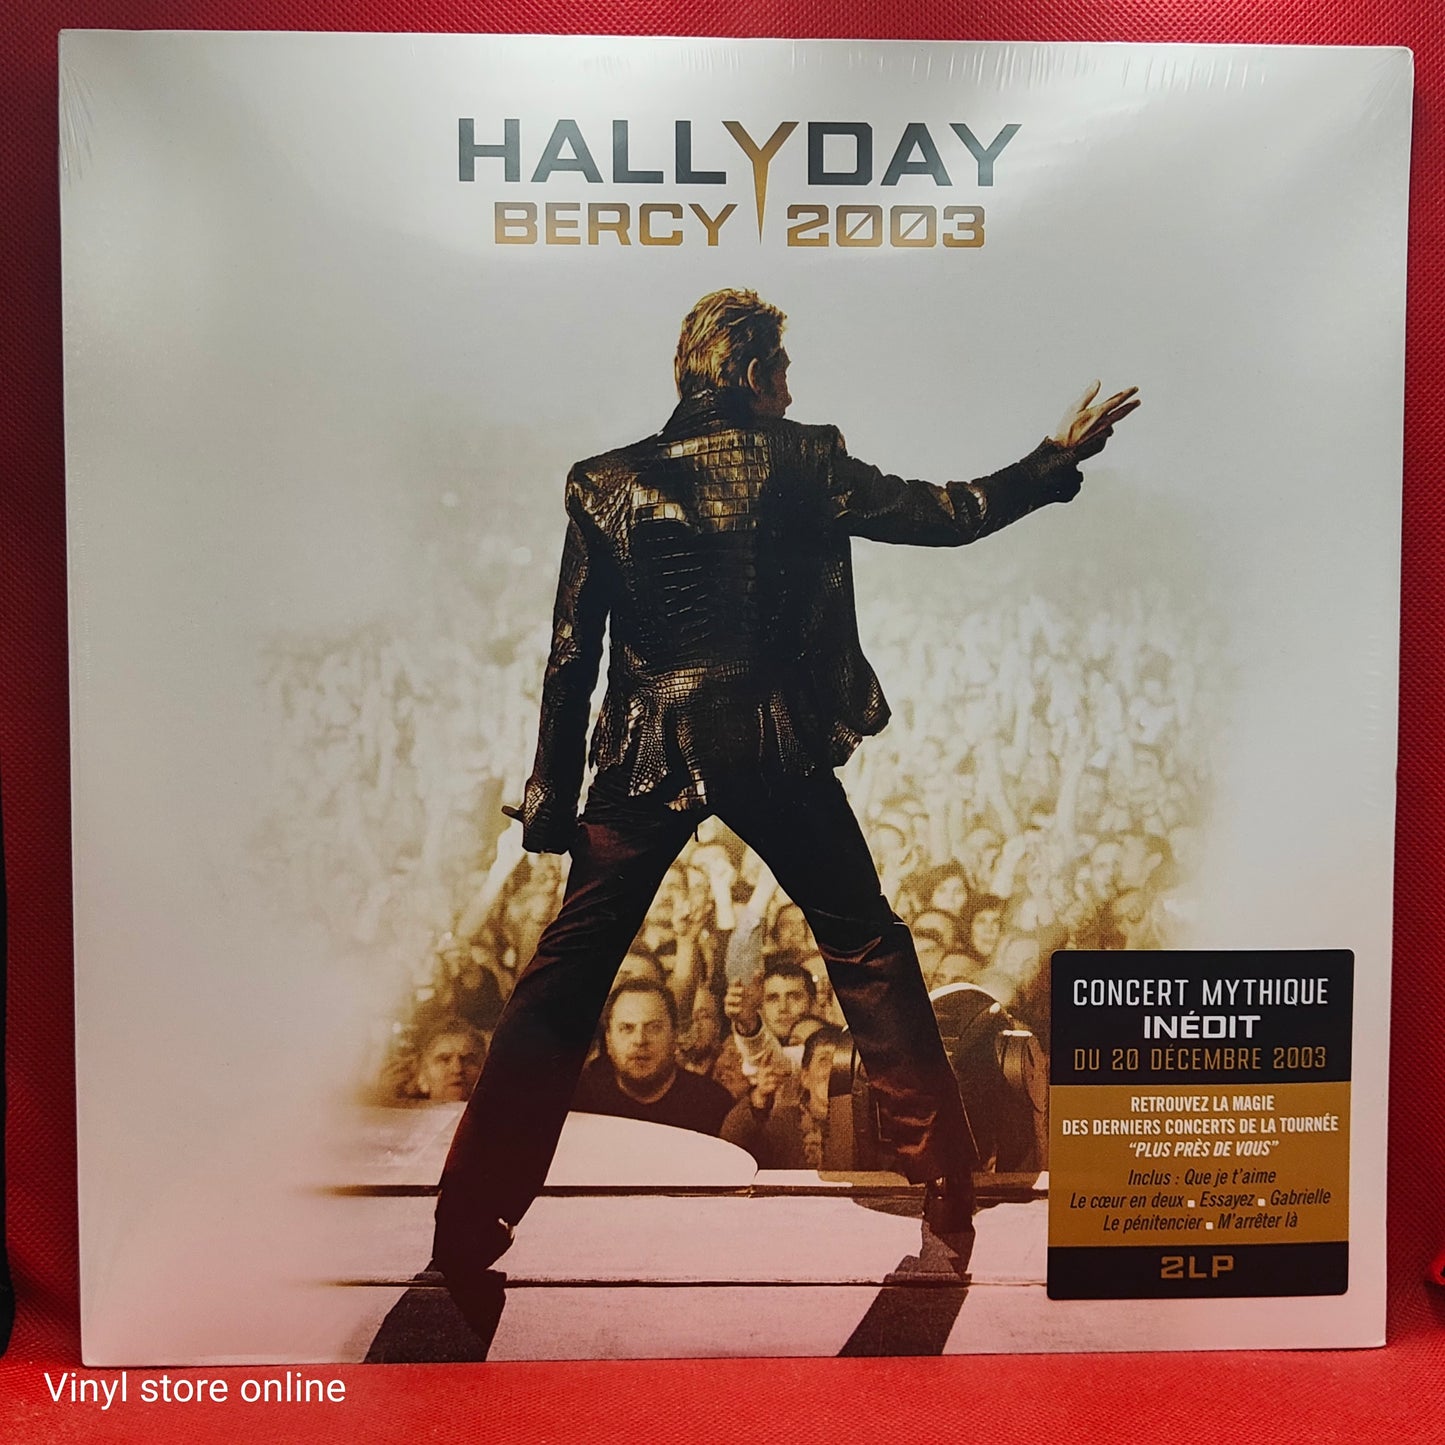 HALLYDAY
BERCY 2003
CONCERT MYTHIQUE
INÉDIT
DU 20 DÉCEMBRE 2003
RETROUVEZ LA MAGIE
DES DERNIERS CONCERTS DE LA TOURNÉE
“PLUS PRÈS DE VOUS”
Inclus : Que je t’aime
Le cœur en deux ▪ Essayez ▪ Gabrielle
Le pénitencier ▪ M’arrêter là
2LP
Vinyl store online